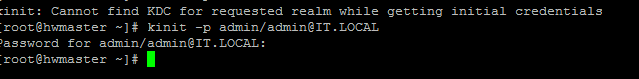 kinit: Cannot find KDC for requested realm while getting initial credentials
[root@hwmaster ~]# kinit -p admin/admin@IT.LOCAL
Password for admin/admin@IT.LOCAL:
[root@hwmaster ~]#